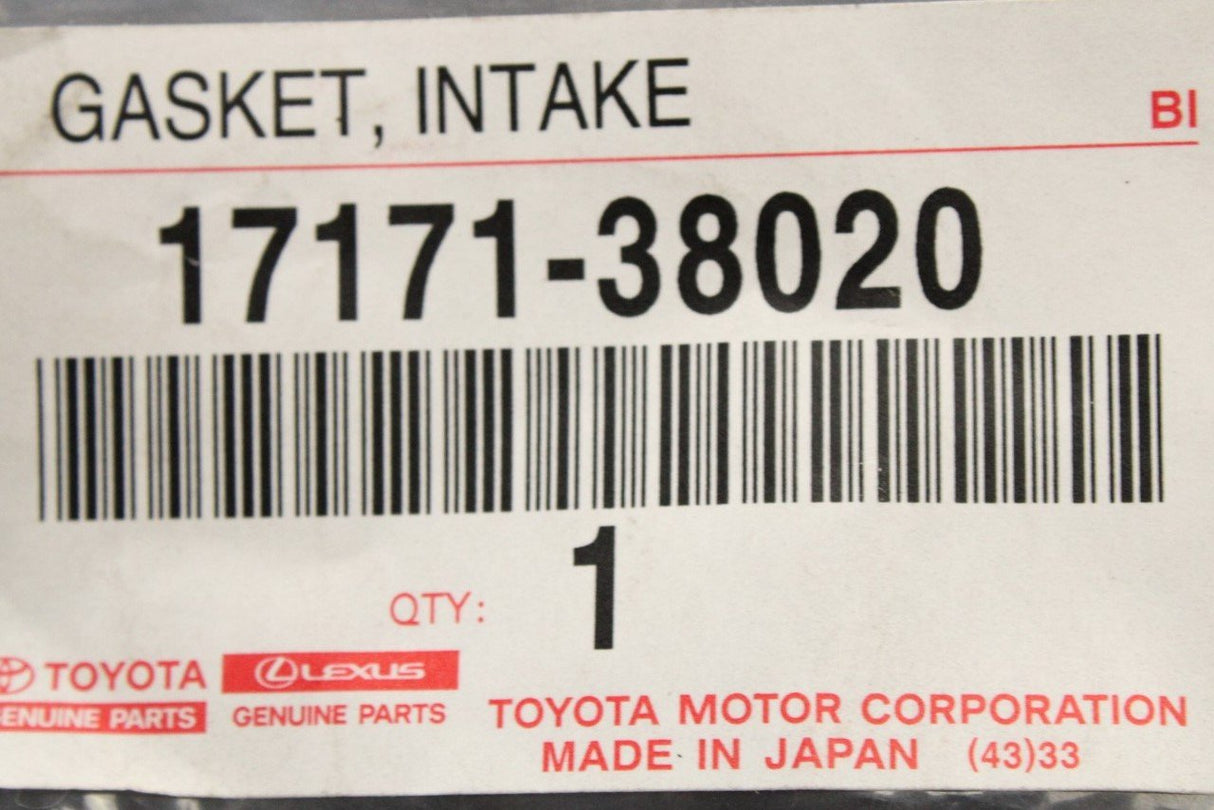 GASKET, INTAKE
BI
17171-38020
1
QTY:
TOYOTA
LEXUS
ENUINE PARTS
GENUINE PARTS
TOYOTA MOTOR CORPORATION
MADE IN JAPAN (43)33